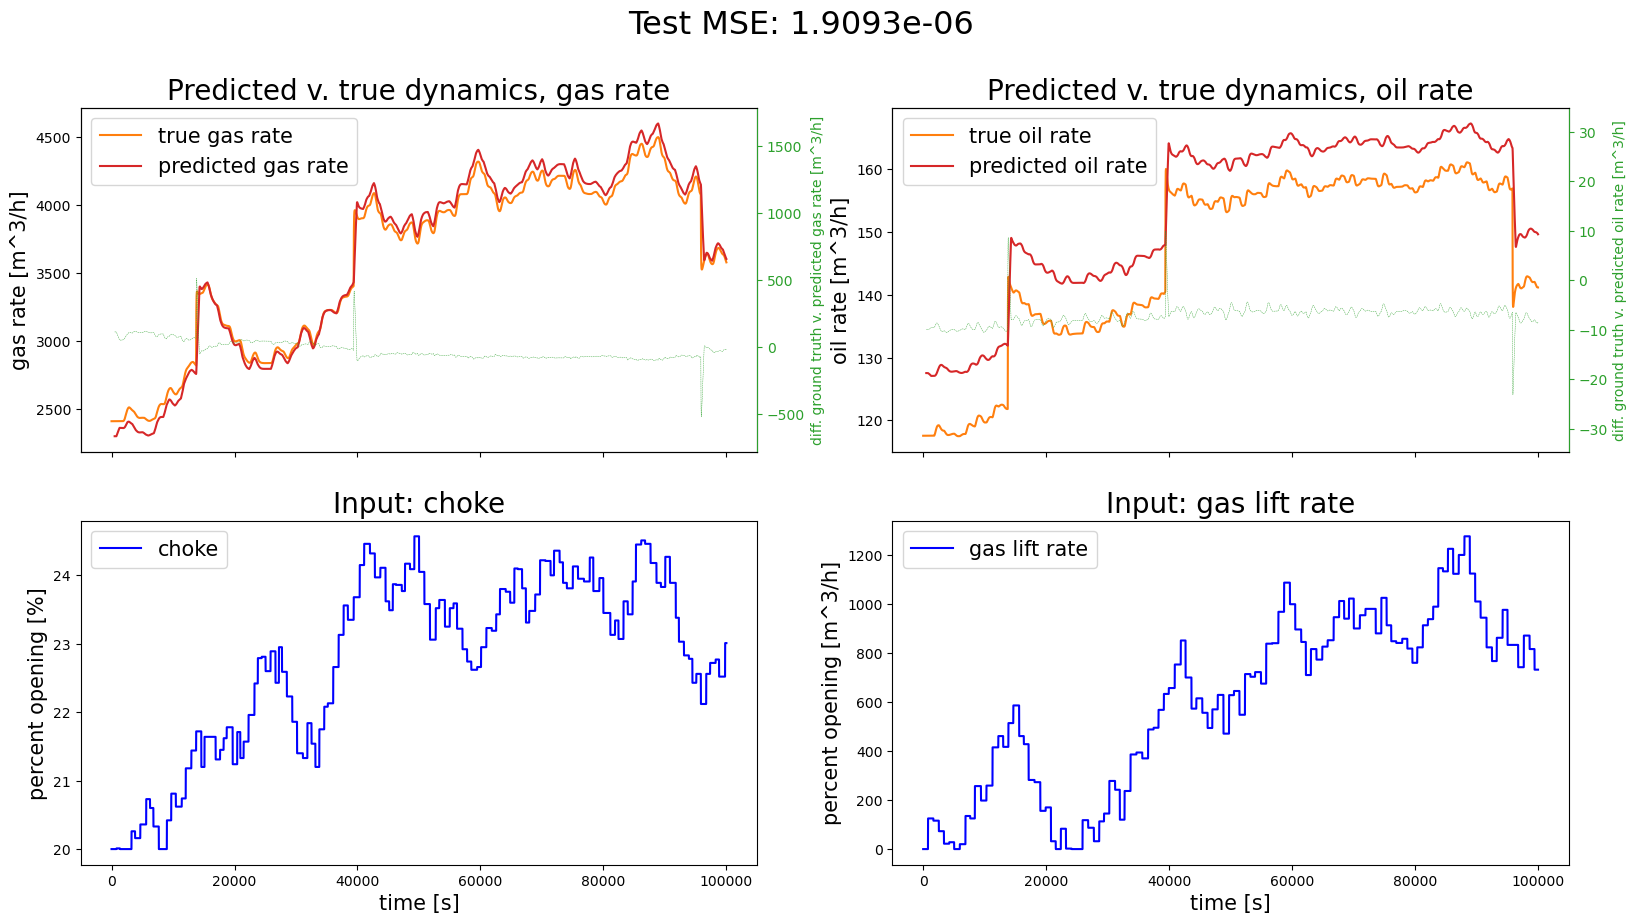 Test MSE: 1.9093e-06
Predicted v. true dynamics, gas rate
true gas rate
predicted gas rate
gas rate [m^3/h]
4500
4000
3500
3000
2500
1500
1000
500
0
−500
diff. ground truth v. predicted gas rate [m^3/h]
Predicted v. true dynamics, oil rate
true oil rate
predicted oil rate
oil rate [m^3/h]
160
150
140
130
120
30
20
10
0
−10
−20
−30
diff. ground truth v. predicted oil rate [m^3/h]
Input: choke
choke
percent opening [%]
24
23
22
21
20
0 20000 40000 60000 80000 100000
time [s]
Input: gas lift rate
gas lift rate
percent opening [m^3/h]
1200
1000
800
600
400
200
0
0 20000 40000 60000 80000 100000
time [s]